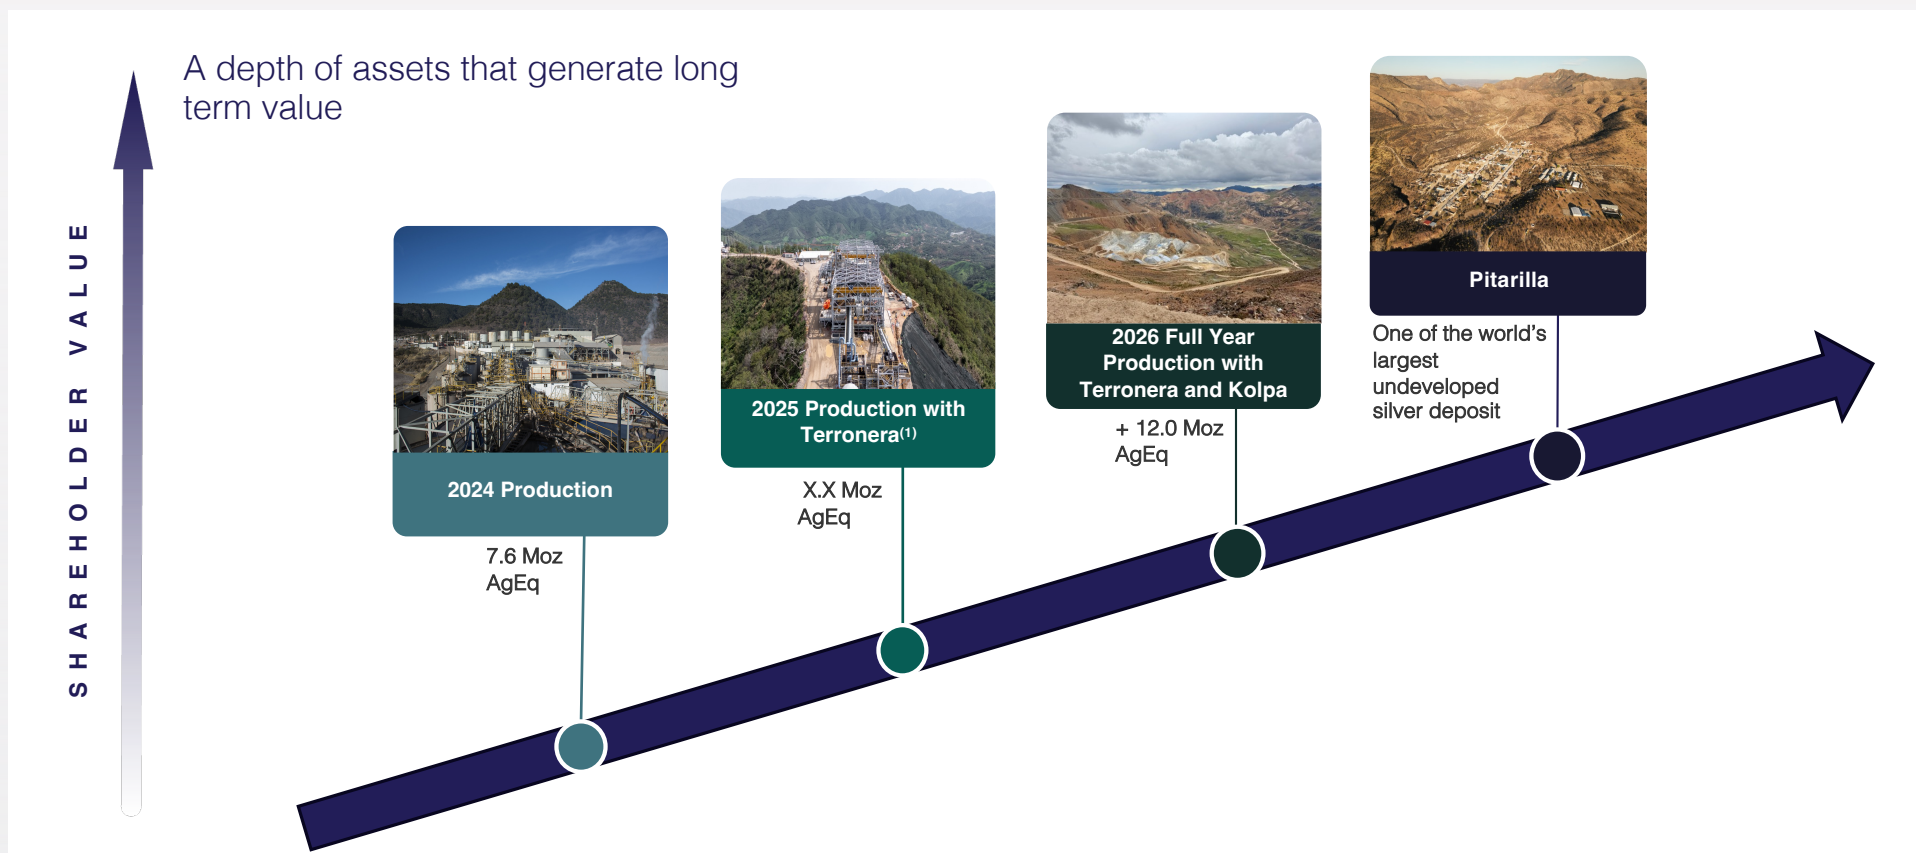 A depth of assets that generate long
term value
SHAREHOLDER VALUE
2024 Production
7.6 Moz
AgEq
2025 Production with
Terronera(1)
X.X Moz
AgEq
2026 Full Year
Production with
Terronera and Kolpa
+ 12.0 Moz
AgEq
Pitarilla
One of the world’s
largest
undeveloped
silver deposit